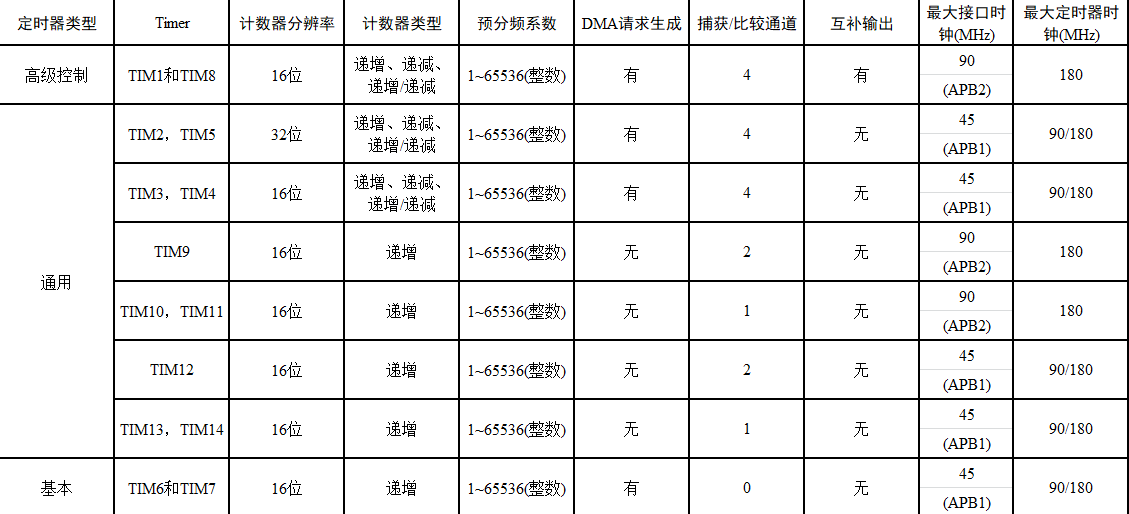 定时器类型 Timer 计数器分辨率 计数器类型 预分频系数 DMA请求生成 捕获/比较通道 互补输出 最大接口时钟(MHz) 最大定时器时钟(MHz)
高级控制 TIM1和TIM8 16位 递增、递减、递增/递减 1~65536(整数) 有 4 有 90 (APB2) 180
通用 TIM2，TIM5 32位 递增、递减、递增/递减 1~65536(整数) 有 4 无 45 (APB1) 90/180
TIM3，TIM4 16位 递增、递减、递增/递减 1~65536(整数) 有 4 无 45 (APB1) 90/180
TIM9 16位 递增 1~65536(整数) 无 2 无 90 (APB2) 180
TIM10，TIM11 16位 递增 1~65536(整数) 无 1 无 90 (APB2) 180
TIM12 16位 递增 1~65536(整数) 无 2 无 45 (APB1) 90/180
TIM13，TIM14 16位 递增 1~65536(整数) 无 1 无 45 (APB1) 90/180
基本 TIM6和TIM7 16位 递增 1~65536(整数) 有 0 无 45 (APB1) 90/180